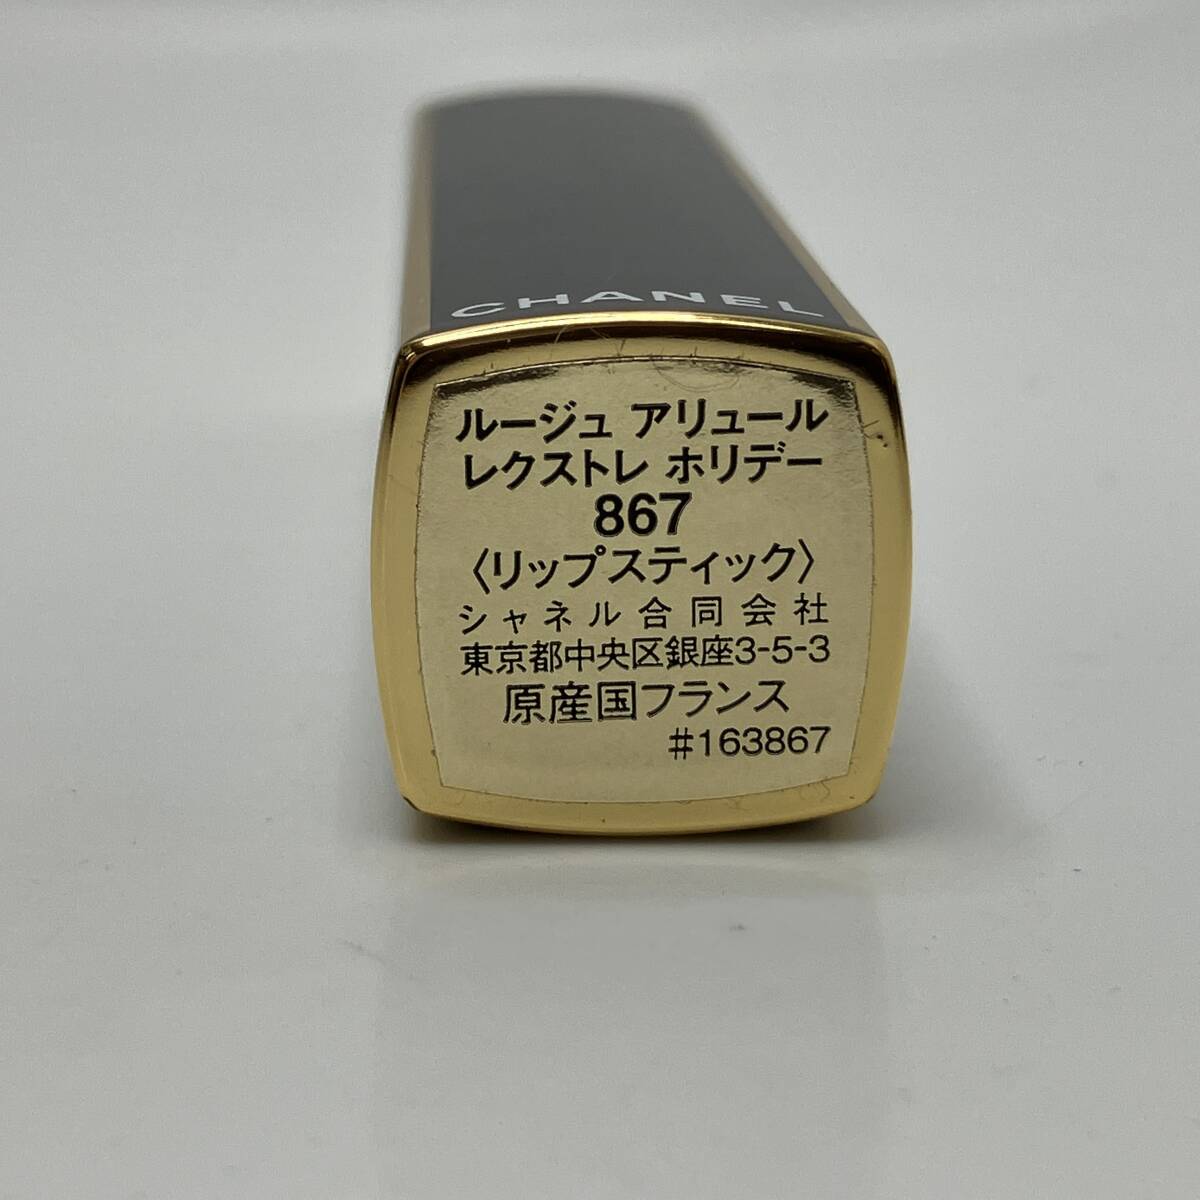 CHANEL
ルージュ アリュール
レクストレ ホリデー
867
〈リップスティック〉
シャネル合同会社
東京都中央区銀座3-5-3
原産国フランス
#163867